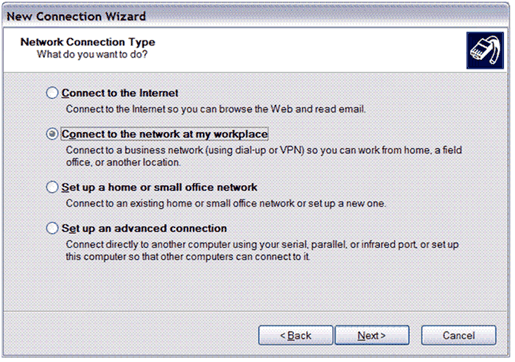 New Connection Wizard
Network Connection Type
What do you want to do?
Connect to the Internet
Connect to the Internet so you can browse the Web and read email.
Connect to the network at my workplace
Connect to a business network (using dial-up or VPN) so you can work from home, a field
office, or another location.
Set up a home or small office network
Connect to an existing home or small office network or set up a new one.
Set up an advanced connection
Connect directly to another computer using your serial, parallel, or infrared port, or set up
this computer so that other computers can connect to it.
< Back Next > Cancel